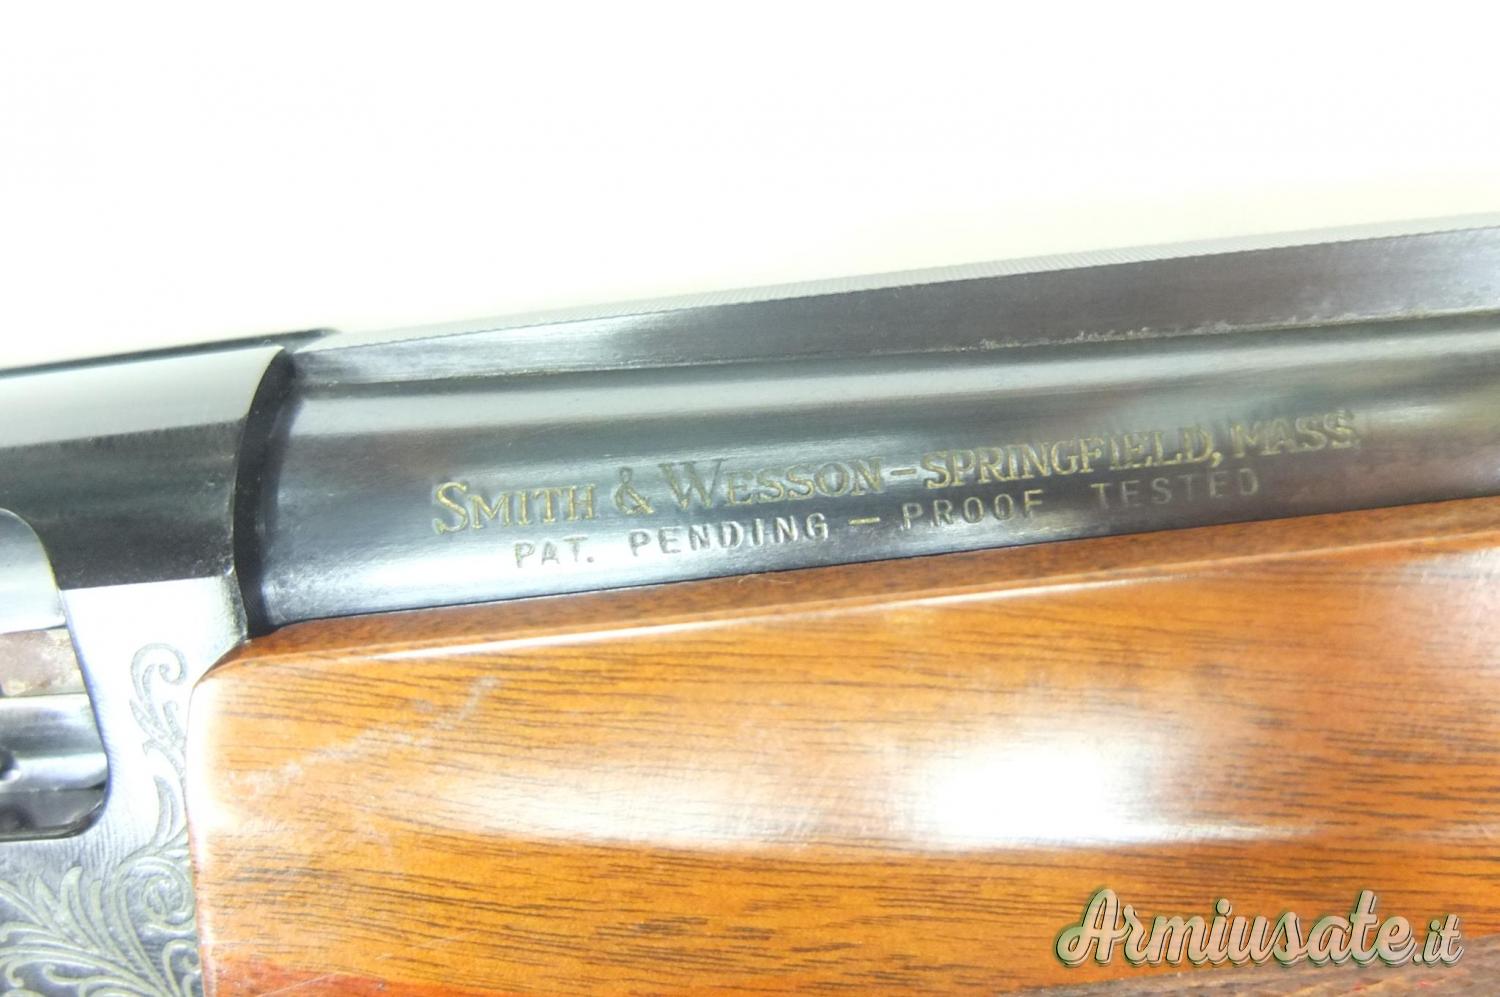 SMITH & WESSON – SPRINGFIELD, MASS.
PAT. PENDING – PROOF TESTED
Armiusate.it